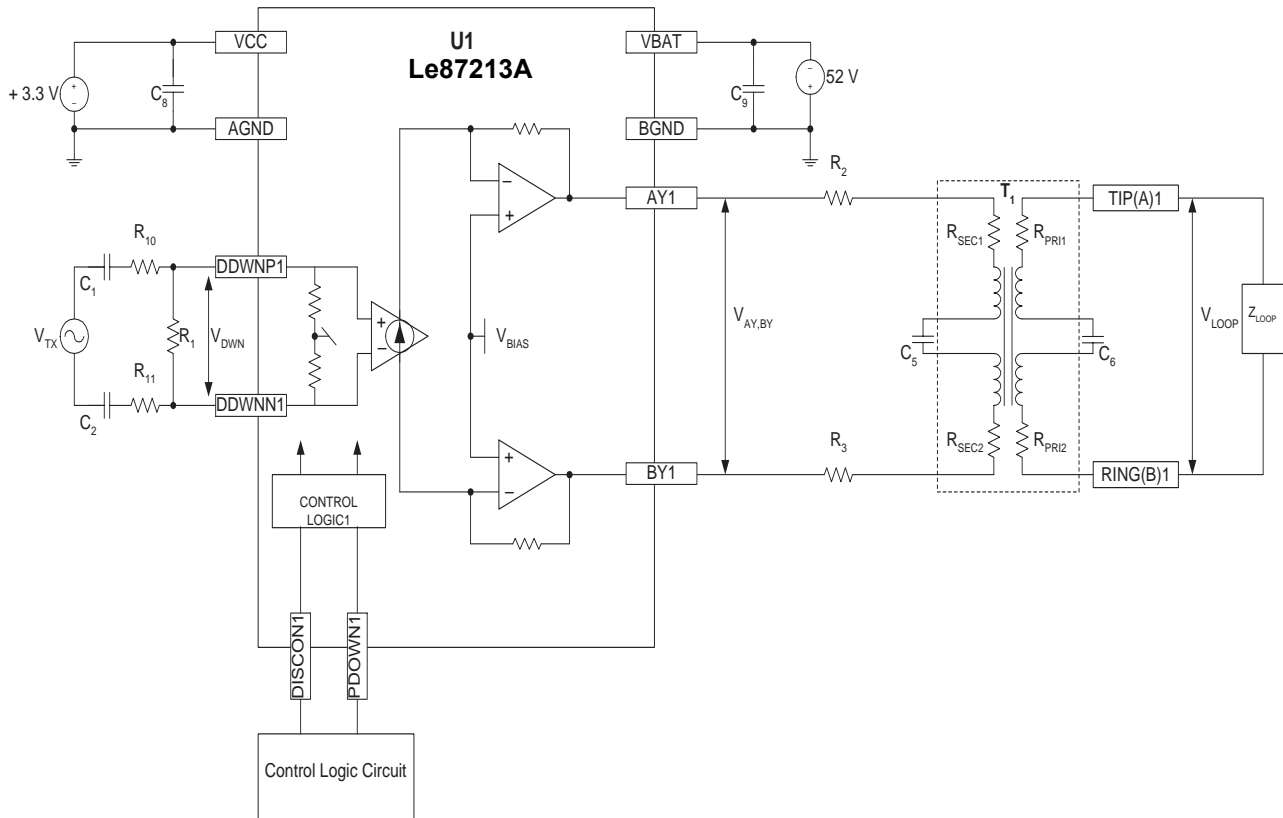 U1
Le87213A
VCC
VBAT
+ 3.3 V
+
−
C8
C9
−
+
52 V
AGND
BGND
R2
−
+
AY1
T1
TIP(A)1
RSEC1
RPRI1
R10
DDWNP1
C1
VTX
R1
VDWN
+
−
VBIAS
VAY,BY
C5
C6
VLOOP
ZLOOP
R11
DDWNN1
C2
R3
RSEC2
RPRI2
+
−
BY1
RING(B)1
CONTROL
LOGIC1
DISCON1
PDOWN1
Control Logic Circuit